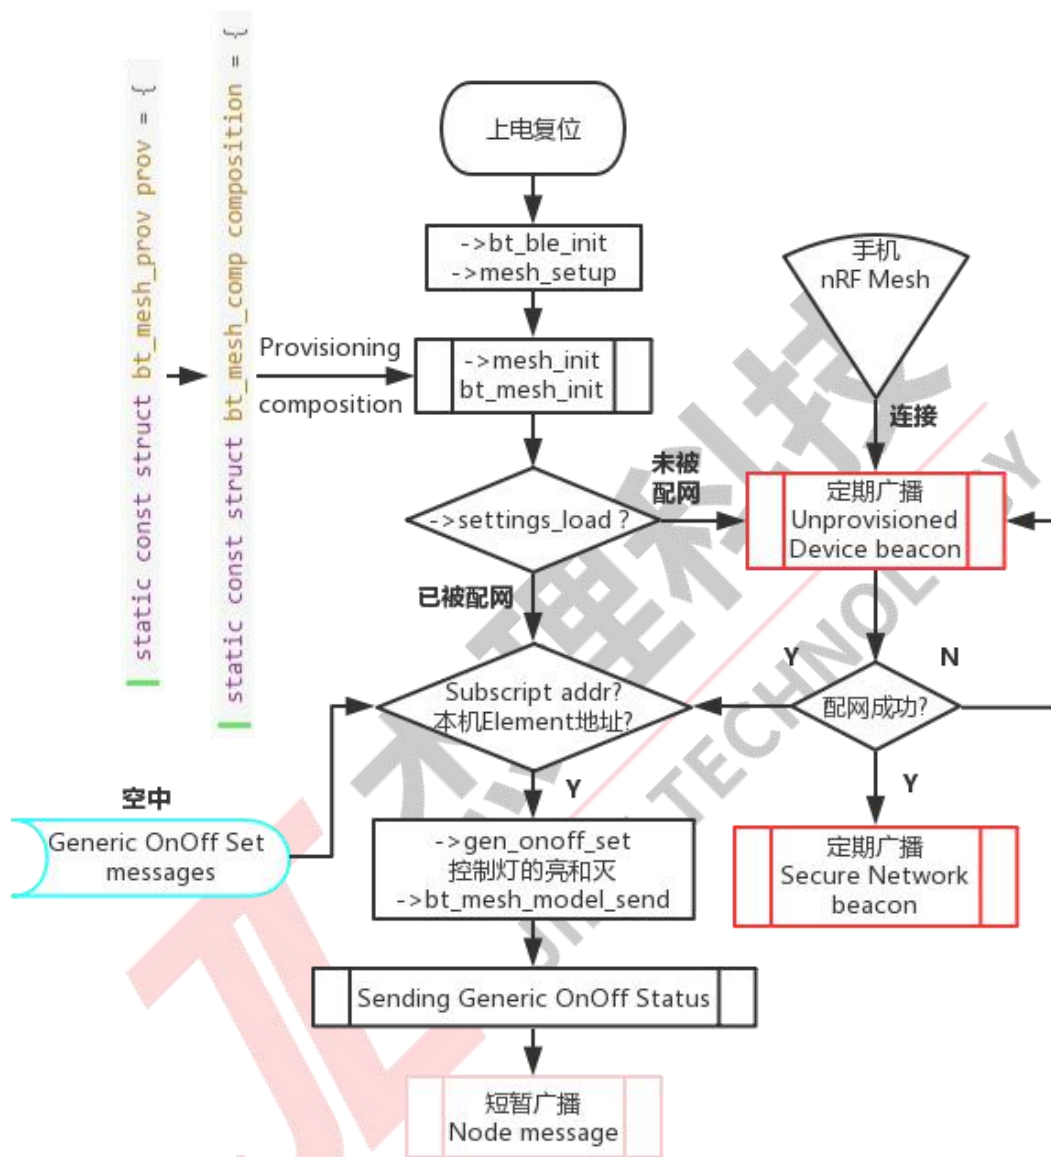 static const struct bt_mesh_prov prov = {
static const struct bt_mesh_comp composition = {
上电复位
->bt_ble_init
->mesh_setup
手机
nRF Mesh
Provisioning
composition
->mesh_init
bt_mesh_init
连接
->settings_load ?
未被
配网
定期广播
Unprovisioned
Device beacon
已被配网
Subscript addr?
本机Element地址?
Y
N
配网成功?
空中
Generic OnOff Set
messages
Y
Y
->gen_onoff_set
控制灯的亮和灭
->bt_mesh_model_send
定期广播
Secure Network
beacon
Sending Generic OnOff Status
短暂广播
Node message